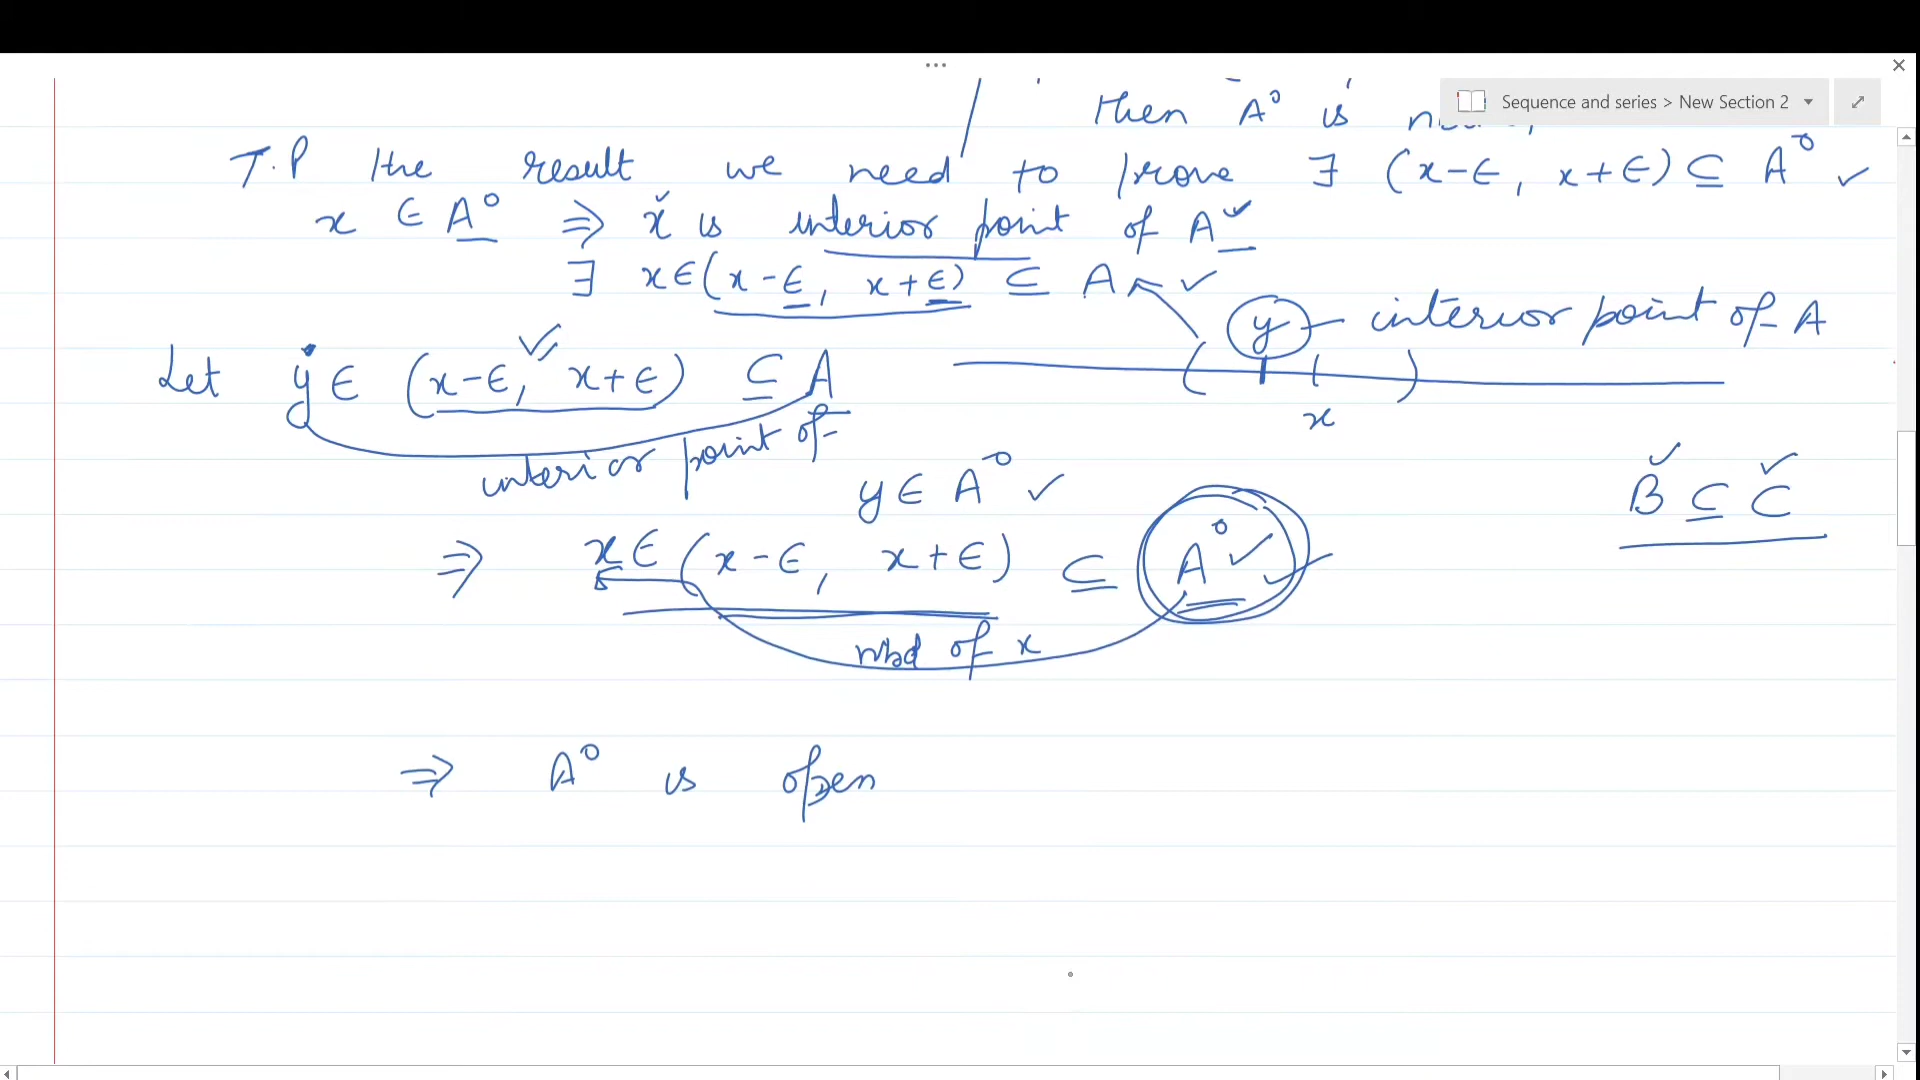 Sequence and series > New Section 2
then A° is
T.P the result we need to prove ∃ (x-ϵ, x+ϵ) ⊆ A° ✓
x ∈ A° ⇒ x is interior point of A
∃ x∈(x-ϵ, x+ϵ) ⊆ A ✓
y - interior point of A
Let y ∈ (x-ϵ, x+ϵ) ⊆ A
( | | )
x
interior point of
y ∈ A° ✓
B ⊆ C
⇒ x∈ (x-ϵ, x+ϵ) ⊆ A° ✓
nbd of x
⇒ A° is open